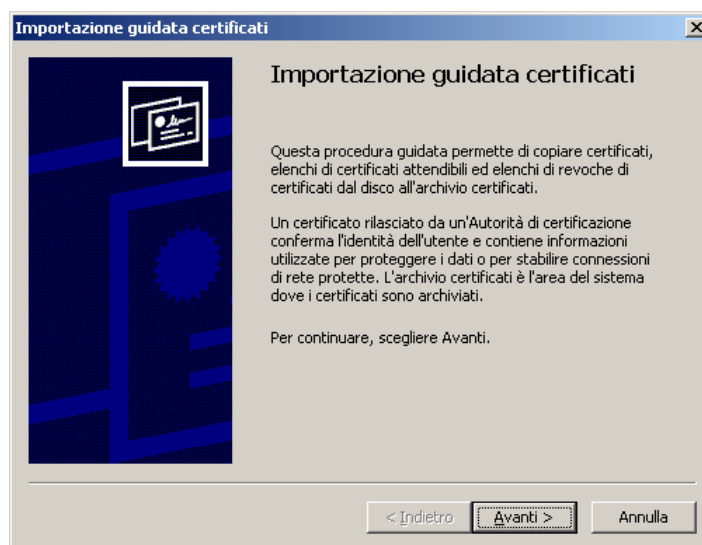 Importazione guidata certificati
Importazione guidata certificati
Questa procedura guidata permette di copiare certificati,
elenchi di certificati attendibili ed elenchi di revoche di
certificati dal disco all'archivio certificati.
Un certificato rilasciato da un'Autorità di certificazione
conferma l'identità dell'utente e contiene informazioni
utilizzate per proteggere i dati o per stabilire connessioni
di rete protette. L'archivio certificati è l'area del sistema
dove i certificati sono archiviati.
Per continuare, scegliere Avanti.
< Indietro Avanti > Annulla